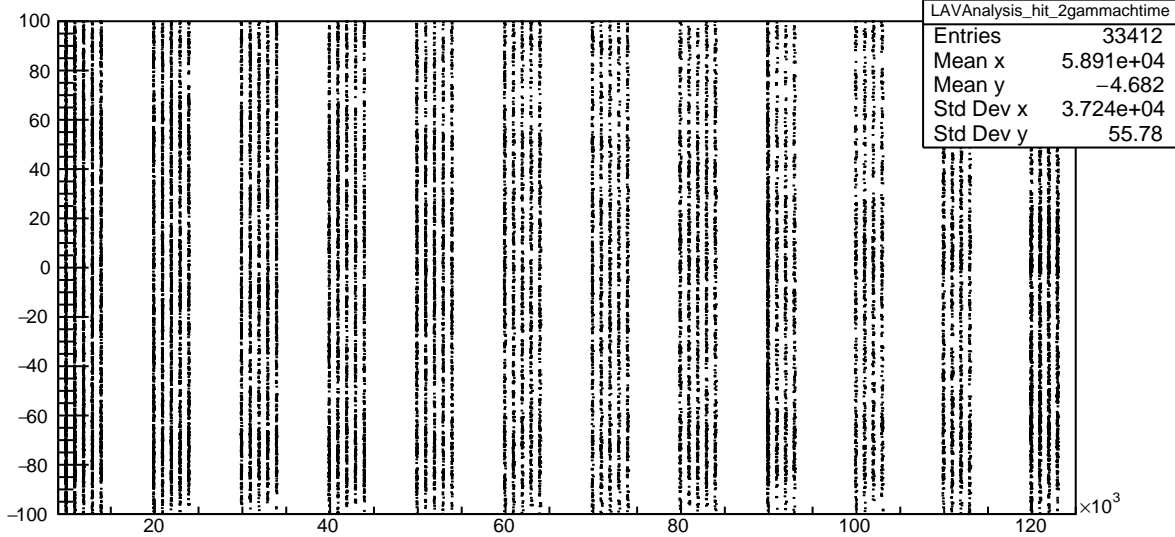 LAVAnalysis_hit_2gammachtime
Entries 33412
Mean x 5.891e+04
Mean y −4.682
Std Dev x 3.724e+04
Std Dev y 55.78
100
80
60
40
20
0
−20
−40
−60
−80
−100
20 40 60 80 100 120
×10³